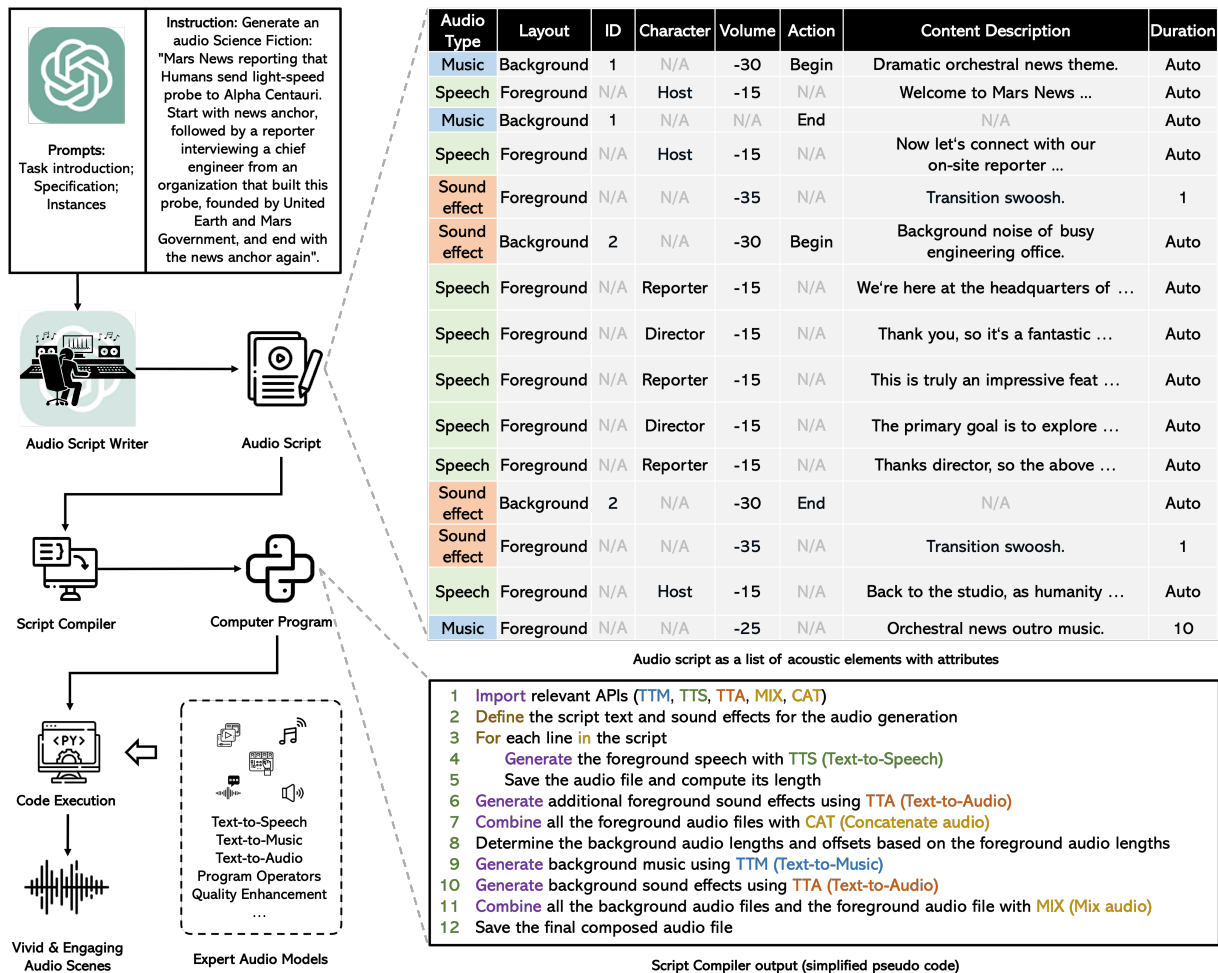 Prompts:
Task introduction;
Specification;
Instances
Instruction: Generate an
audio Science Fiction:
"Mars News reporting that
Humans send light-speed
probe to Alpha Centauri.
Start with news anchor,
followed by a reporter
interviewing a chief
engineer from an
organization that built this
probe, founded by United
Earth and Mars
Government, and end with
the news anchor again".
Audio Script Writer
Audio Script
Script Compiler
Computer Program
<PY>
Code Execution
Text-to-Speech
Text-to-Music
Text-to-Audio
Program Operators
Quality Enhancement
...
Vivid & Engaging
Audio Scenes
Expert Audio Models
Audio Type Layout ID Character Volume Action Content Description Duration
Music Background 1 N/A -30 Begin Dramatic orchestral news theme. Auto
Speech Foreground N/A Host -15 N/A Welcome to Mars News ... Auto
Music Background 1 N/A N/A End N/A Auto
Speech Foreground N/A Host -15 N/A Now let's connect with our on-site reporter ... Auto
Sound effect Foreground N/A N/A -35 N/A Transition swoosh. 1
Sound effect Background 2 N/A -30 Begin Background noise of busy engineering office. Auto
Speech Foreground N/A Reporter -15 N/A We're here at the headquarters of ... Auto
Speech Foreground N/A Director -15 N/A Thank you, so it's a fantastic ... Auto
Speech Foreground N/A Reporter -15 N/A This is truly an impressive feat ... Auto
Speech Foreground N/A Director -15 N/A The primary goal is to explore ... Auto
Speech Foreground N/A Reporter -15 N/A Thanks director, so the above ... Auto
Sound effect Background 2 N/A -30 End N/A Auto
Sound effect Foreground N/A N/A -35 N/A Transition swoosh. 1
Speech Foreground N/A Host -15 N/A Back to the studio, as humanity ... Auto
Music Foreground N/A N/A -25 N/A Orchestral news outro music. 10
Audio script as a list of acoustic elements with attributes
1 Import relevant APIs (TTM, TTS, TTA, MIX, CAT)
2 Define the script text and sound effects for the audio generation
3 For each line in the script
4 Generate the foreground speech with TTS (Text-to-Speech)
5 Save the audio file and compute its length
6 Generate additional foreground sound effects using TTA (Text-to-Audio)
7 Combine all the foreground audio files with CAT (Concatenate audio)
8 Determine the background audio lengths and offsets based on the foreground audio lengths
9 Generate background music using TTM (Text-to-Music)
10 Generate background sound effects using TTA (Text-to-Audio)
11 Combine all the background audio files and the foreground audio file with MIX (Mix audio)
12 Save the final composed audio file
Script Compiler output (simplified pseudo code)